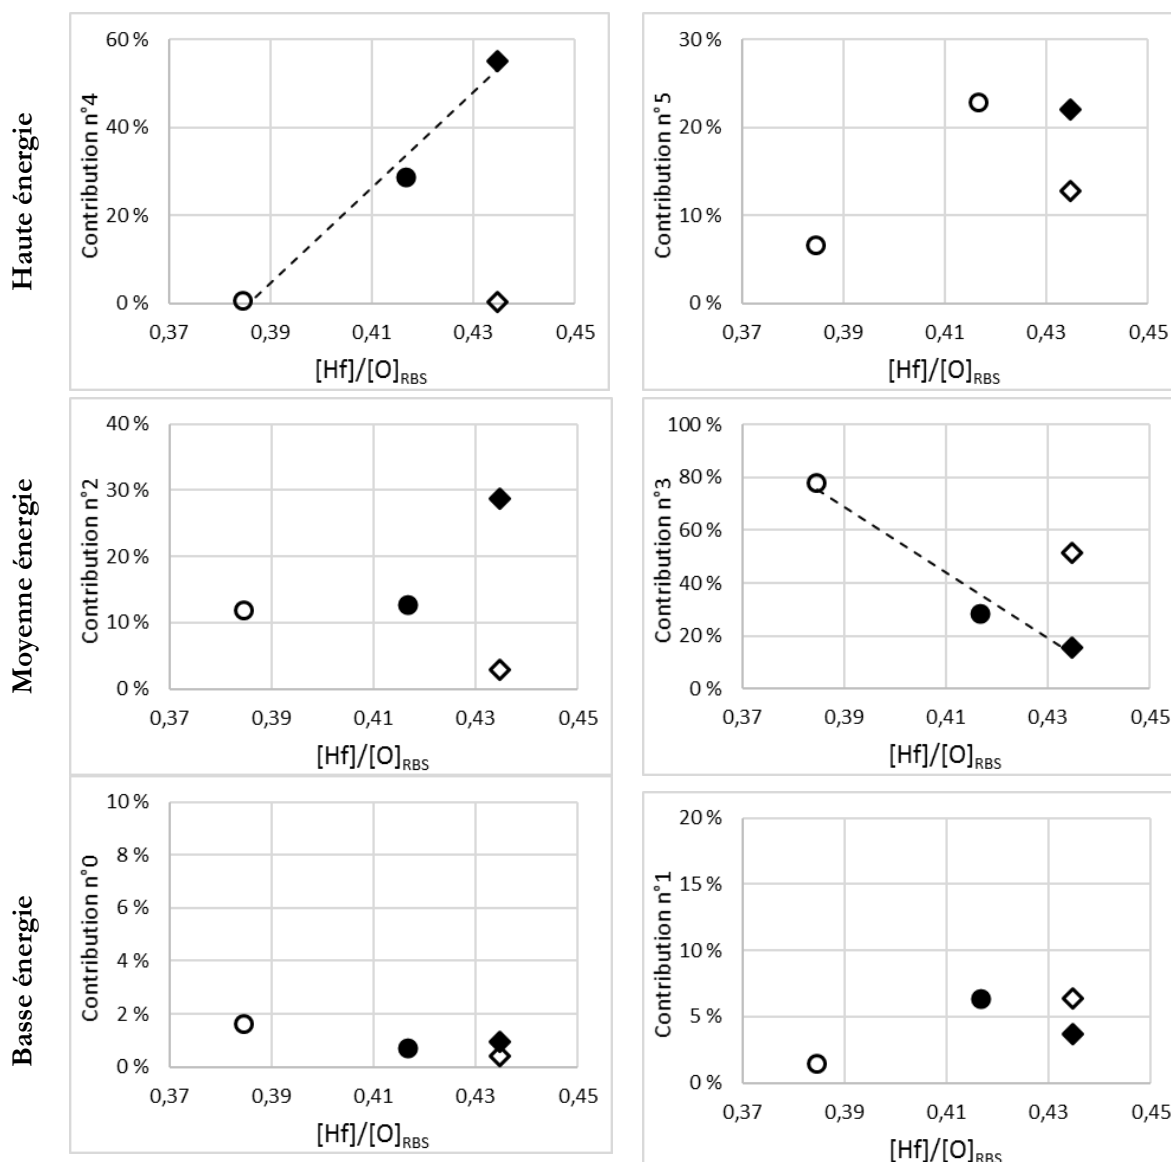 Haute énergie
Contribution n°4
60 %
40 %
20 %
0 %
0,37 0,39 0,41 0,43 0,45
[Hf]/[O]RBS
Contribution n°5
30 %
20 %
10 %
0 %
0,37 0,39 0,41 0,43 0,45
[Hf]/[O]RBS
Moyenne énergie
Contribution n°2
40 %
30 %
20 %
10 %
0 %
0,37 0,39 0,41 0,43 0,45
[Hf]/[O]RBS
Contribution n°3
100 %
80 %
60 %
40 %
20 %
0 %
0,37 0,39 0,41 0,43 0,45
[Hf]/[O]RBS
Basse énergie
Contribution n°0
10 %
8 %
6 %
4 %
2 %
0 %
0,37 0,39 0,41 0,43 0,45
[Hf]/[O]RBS
Contribution n°1
20 %
15 %
10 %
5 %
0 %
0,37 0,39 0,41 0,43 0,45
[Hf]/[O]RBS